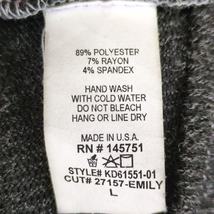 89% POLYESTER
7% RAYON
4% SPANDEX
HAND WASH
WITH COLD WATER
DO NOT BLEACH
HANG OR LINE DRY
MADE IN U.S.A.
RN # 145751
STYLE# KD61551-01
CUT# 27157-EMILY
L